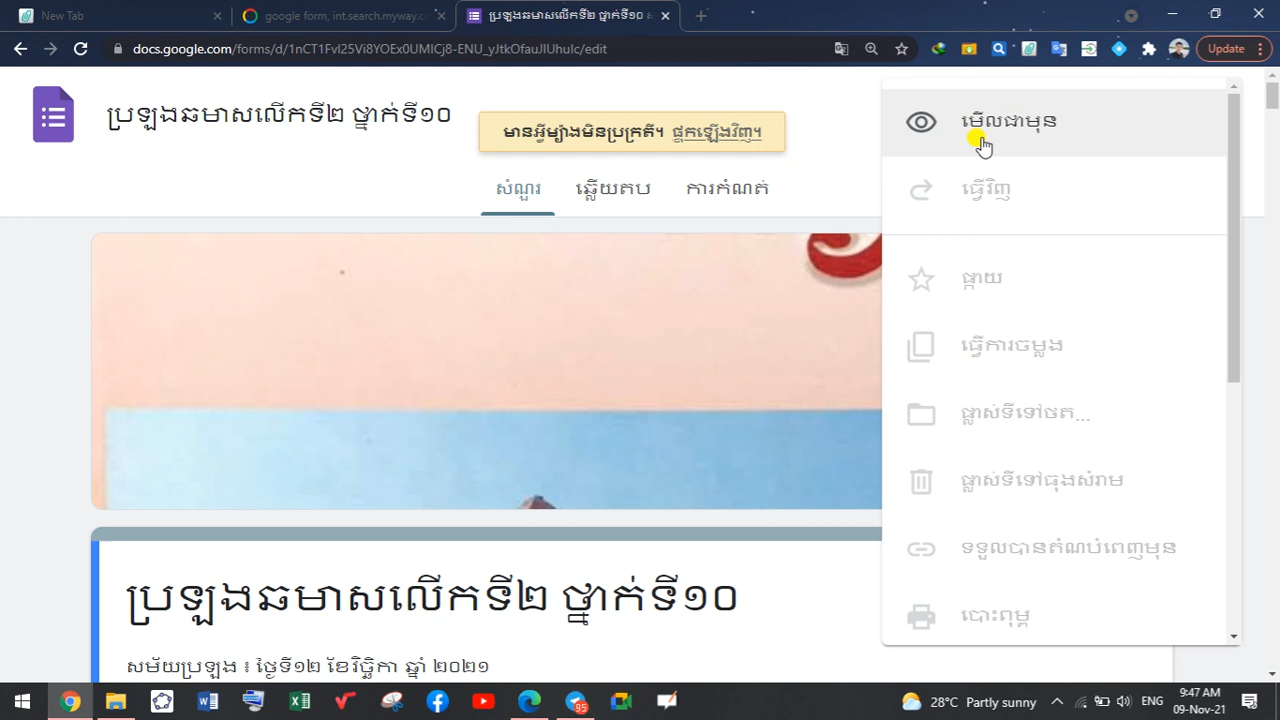 New Tab
google form, int.search.myway.c
ប្រឡងឆមាសលើកទី២ ថ្នាក់ទី១០ ស
docs.google.com/forms/d/1nCT1FvI25Vi8YOEx0UMICj8-ENU_yJtkOfauJIUhuIc/edit
Update
ប្រឡងឆមាសលើកទី២ ថ្នាក់ទី១០
មានអ្វីម្យ៉ាងមិនប្រក្រតី។ ផ្ទុកឡើងវិញ។
សំណួរ
ឆ្លើយតប
ការកំណត់
មើលជាមុន
ធ្វើវិញ
ផ្កាយ
ធ្វើការចម្លង
ផ្លាស់ទីទៅថត...
ផ្លាស់ទីទៅធុងសំរាម
ទទួលបានតំណបំពេញមុន
បោះពុម្ព
ប្រឡងឆមាសលើកទី២ ថ្នាក់ទី១០
សម័យប្រឡង ៖ ថ្ងៃទី១២ ខែវិច្ឆិកា ឆ្នាំ ២០២១
95
28°C Partly sunny
ENG
9:47 AM
09-Nov-21